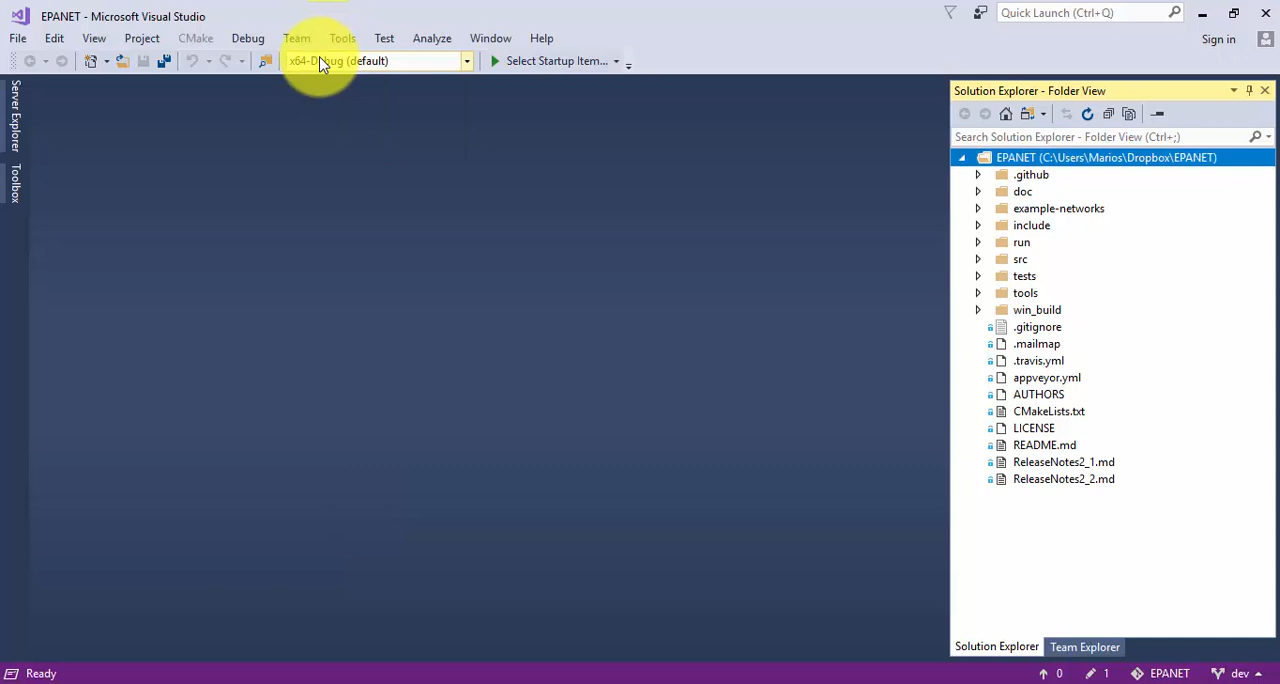 EPANET - Microsoft Visual Studio
Quick Launch (Ctrl+Q)
File Edit View Project CMake Debug Team Tools Test Analyze Window Help
Sign in
x64-Debug (default)
Select Startup Item...
Server Explorer
Toolbox
Solution Explorer - Folder View
Search Solution Explorer - Folder View (Ctrl+;)
EPANET (C:\Users\Marios\Dropbox\EPANET)
.github
doc
example-networks
include
run
src
tests
tools
win_build
.gitignore
.mailmap
.travis.yml
appveyor.yml
AUTHORS
CMakeLists.txt
LICENSE
README.md
ReleaseNotes2_1.md
ReleaseNotes2_2.md
Solution Explorer Team Explorer
Ready
0 1 EPANET dev